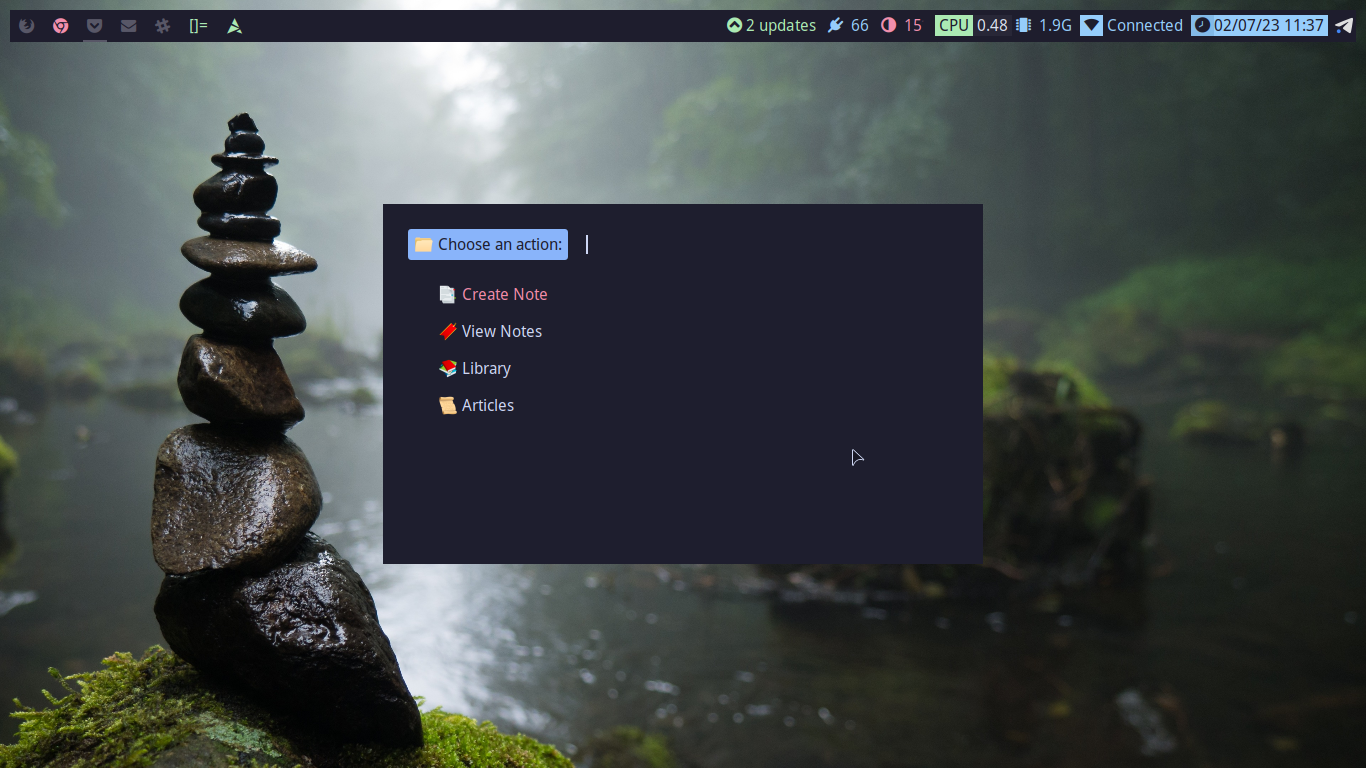 []= 2 updates 66 15 CPU 0.48 1.9G Connected 02/07/23 11:37
Choose an action:
Create Note
View Notes
Library
Articles